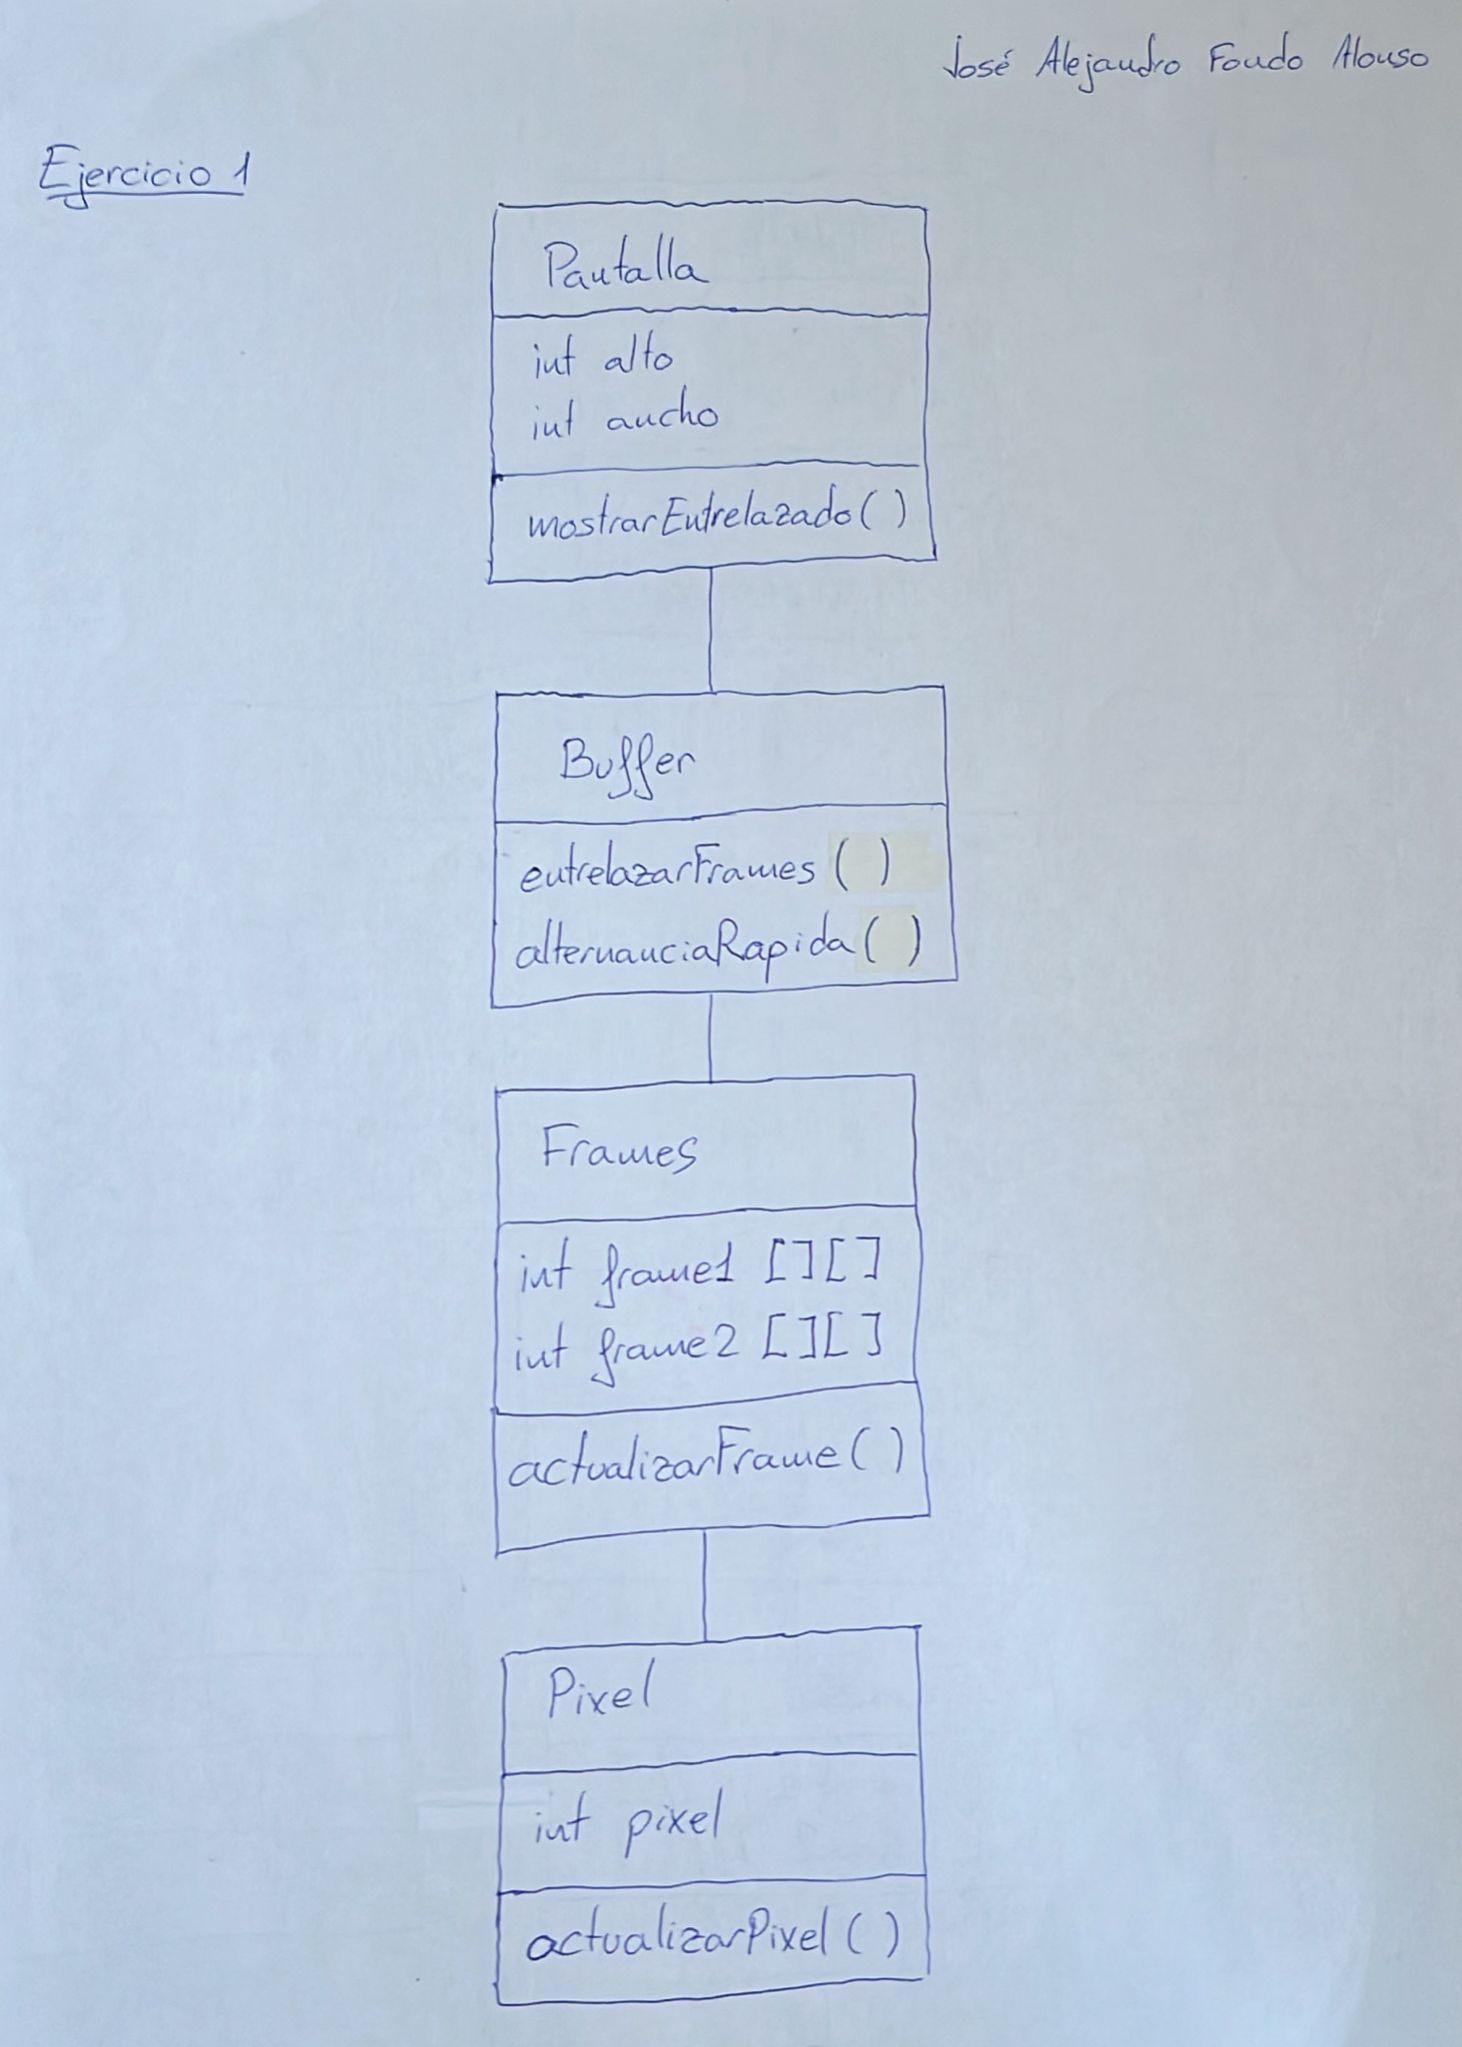 José Alejandro Fondo Alonso
Ejercicio 1
Pantalla
int alto
int ancho
mostrarEntrelazado( )
Buffer
entrelazarFrames ( )
alternanciaRapida( )
Frames
int frame1 [][]
int frame2 [][]
actualizarFrame( )
Pixel
int pixel
actualizarPixel( )